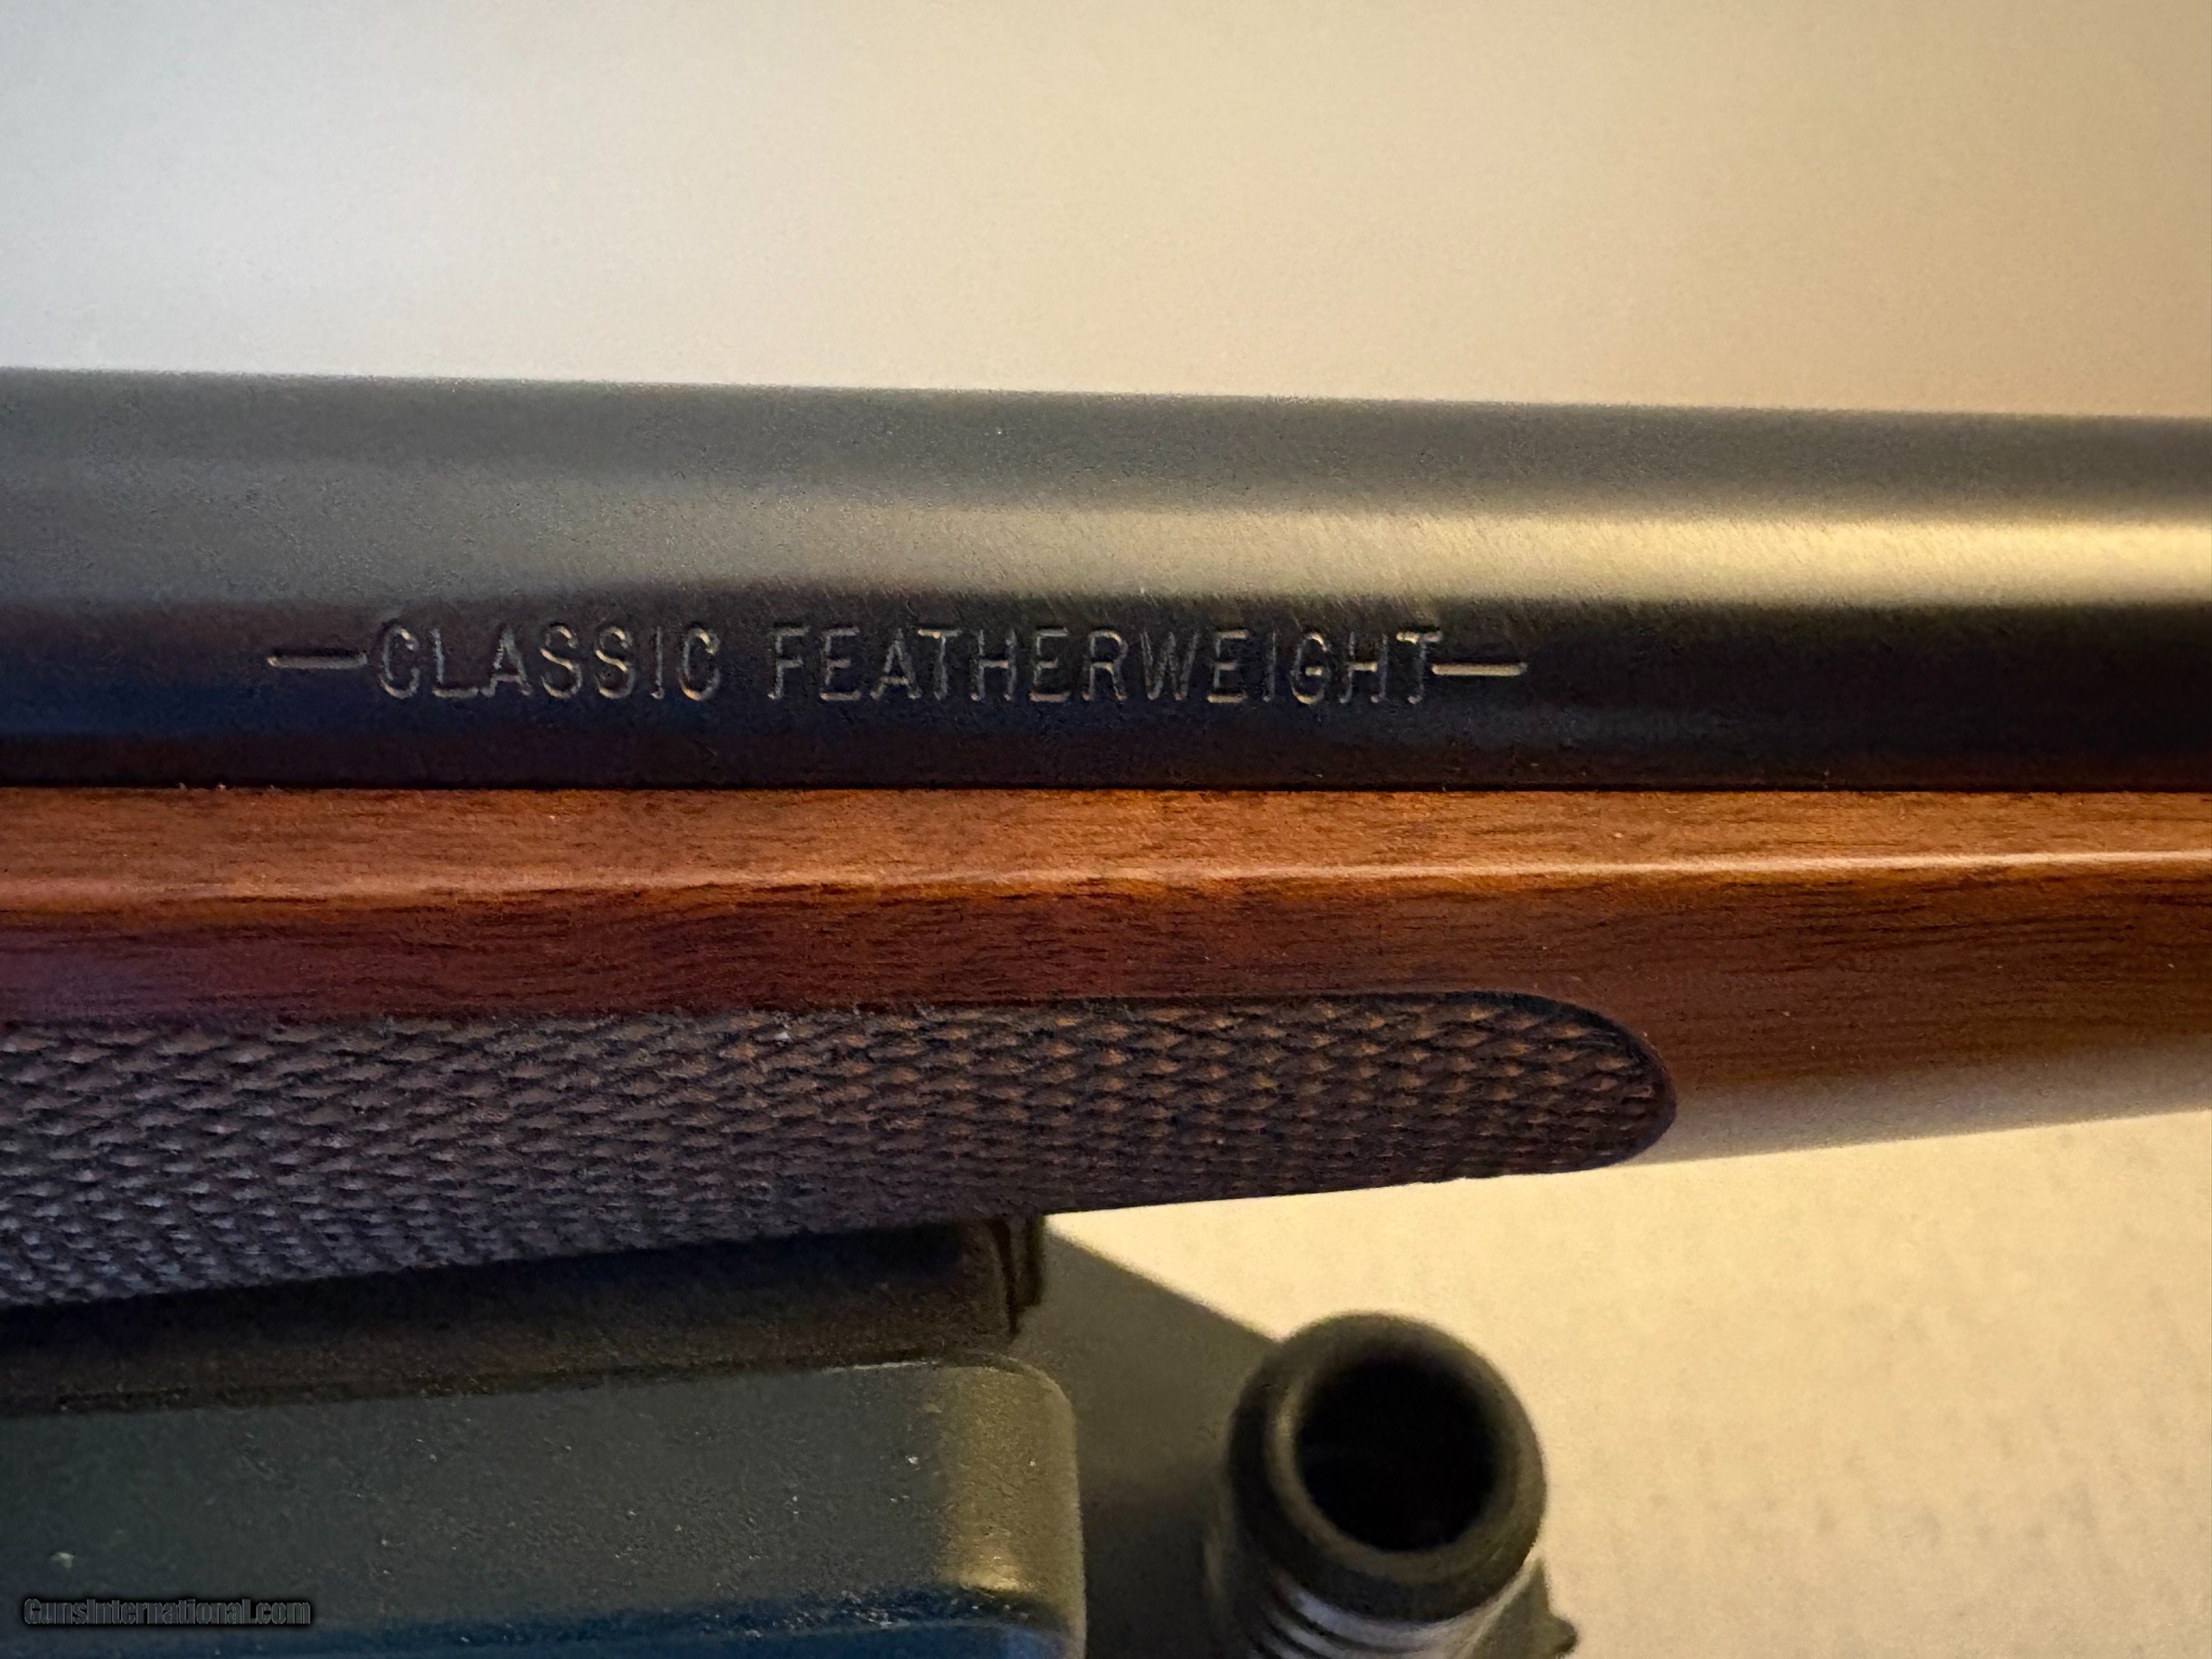 —CLASSIC FEATHERWEIGHT—
GunsInternational.com